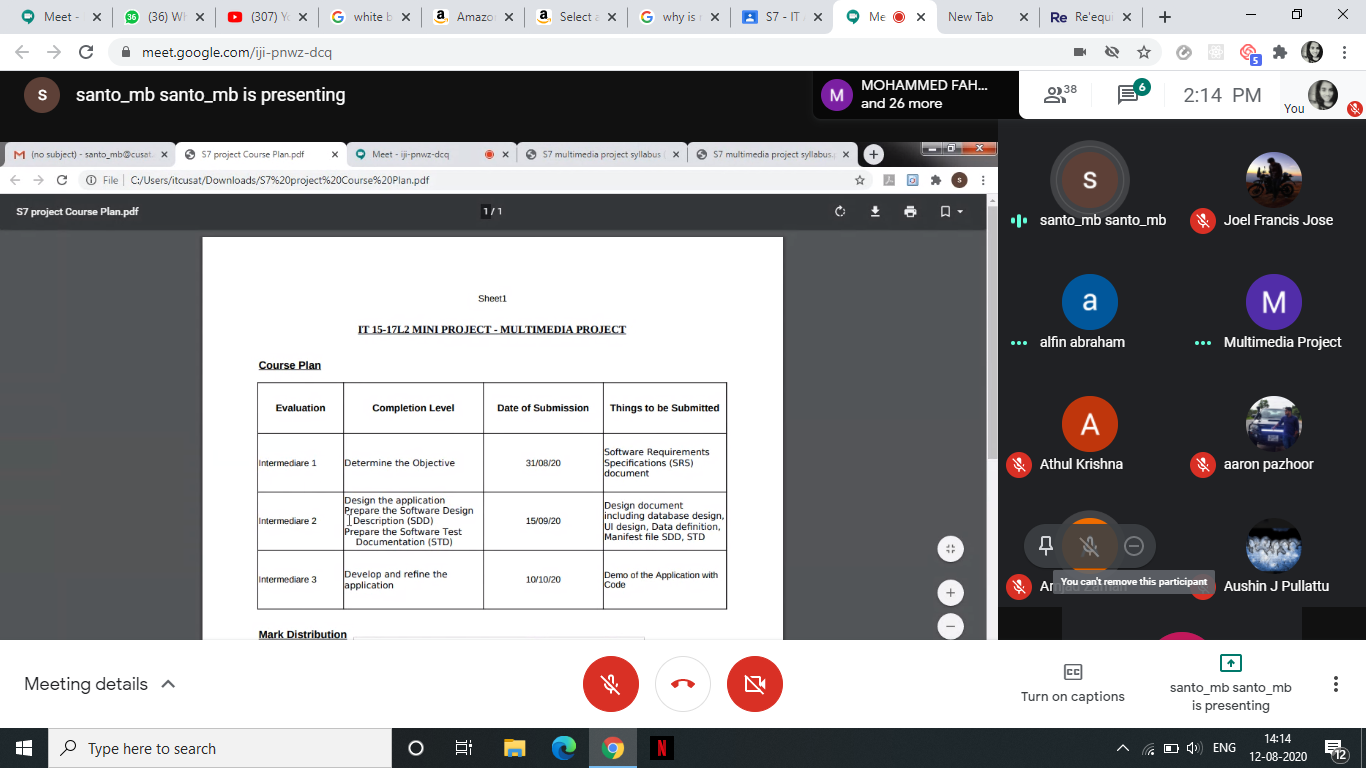 Meet -
(36) Wh
(307) Yo
white b
Amazo
Select a
why is
S7 - IT
Me
New Tab
Re'equi
meet.google.com/iji-pnwz-dcq
5
S
santo_mb santo_mb is presenting
M
MOHAMMED FAH...
and 26 more
38
6
2:14 PM
You
(no subject) - santo_mb@cusat.
S7 project Course Plan.pdf
Meet - iji-pnwz-dcq
S7 multimedia project syllabus
S7 multimedia project syllabus.
File | C:/Users/itcusat/Downloads/S7%20project%20Course%20Plan.pdf
S7 project Course Plan.pdf
1 / 1
Sheet1
IT 15-17L2 MINI PROJECT - MULTIMEDIA PROJECT
Course Plan
Evaluation
Completion Level
Date of Submission
Things to be Submitted
Intermediare 1
Determine the Objective
31/08/20
Software Requirements
Specifications (SRS)
document
Intermediare 2
Design the application
Prepare the Software Design
Description (SDD)
Prepare the Software Test
Documentation (STD)
15/09/20
Design document
including database design,
UI design, Data definition,
Manifest file SDD, STD
Intermediare 3
Develop and refine the
application
10/10/20
Demo of the Application with
Code
Mark Distribution
S
santo_mb santo_mb
Joel Francis Jose
a
alfin abraham
M
Multimedia Project
A
Athul Krishna
aaron pazhoor
You can't remove this participant
Aushin J Pullattu
Meeting details
Turn on captions
santo_mb santo_mb
is presenting
Type here to search
N
ENG
14:14
12-08-2020
12